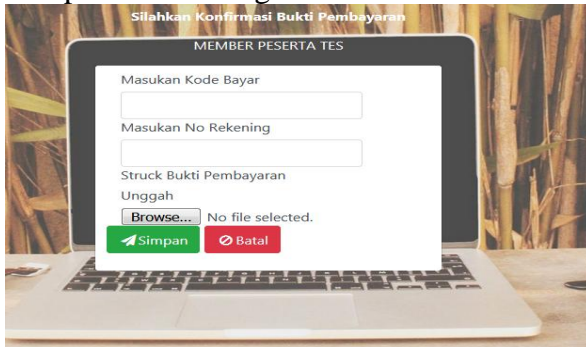 Silahkan Konfirmasi Bukti Pembayaran
MEMBER PESERTA TES
Masukan Kode Bayar
Masukan No Rekening
Struck Bukti Pembayaran
Unggah
Browse... No file selected.
Simpan Batal